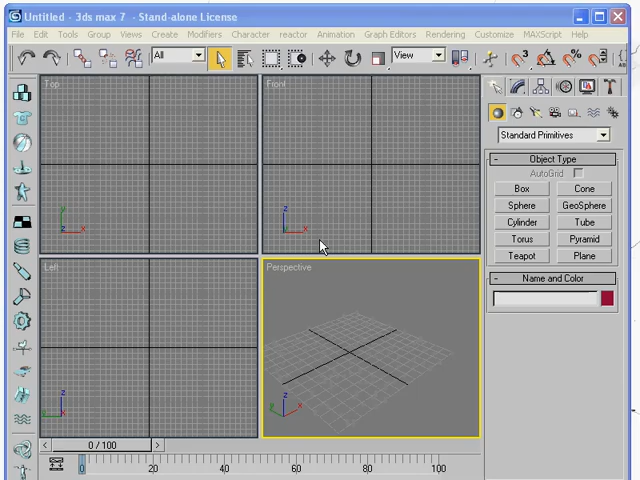 Untitled - 3ds max 7 - Stand-alone License
File Edit Tools Group Views Create Modifiers Character reactor Animation Graph Editors Rendering Customize MAXScript Help
All
View
3
%
Top
Front
Standard Primitives
Object Type
AutoGrid
Box Cone
Sphere GeoSphere
Cylinder Tube
Torus Pyramid
Teapot Plane
Name and Color
y z x
z y x
Left
Perspective
z y x
z y x
< 0 / 100 >
0 20 40 60 80 100